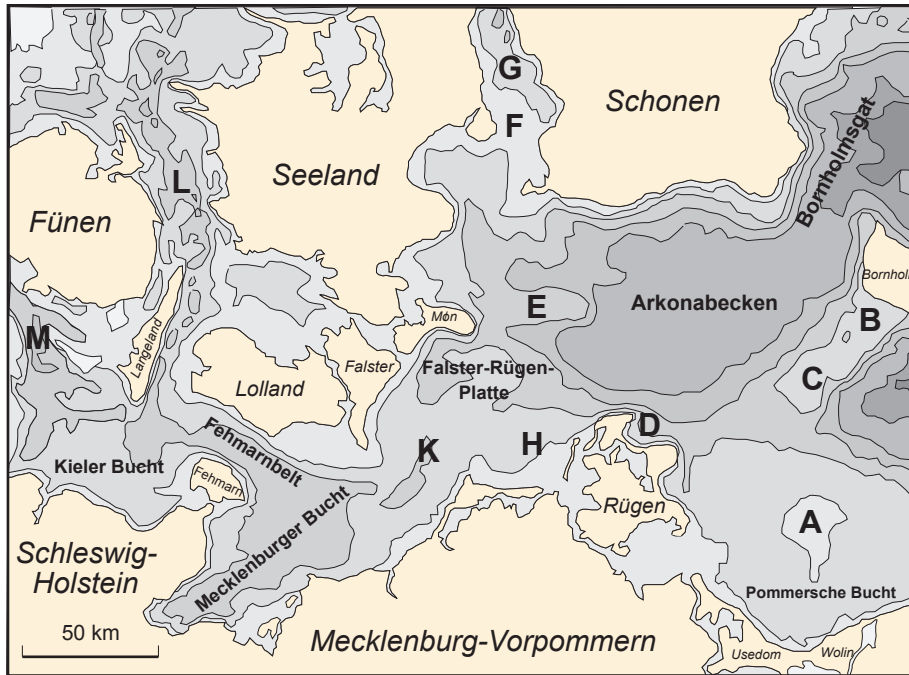 G
Schonen
F
Bornholmsgat
Seeland
L
Fünen
Bornholm
Arkonabecken
E
B
Møn
M
Langeland
Falster
Falster-Rügen-
Platte
C
Lolland
D
Fehmarnbelt
K
H
Kieler Bucht
Fehmarn
Rügen
A
Schleswig-
Holstein
Mecklenburger Bucht
Pommersche Bucht
50 km
Mecklenburg-Vorpommern
Usedom
Wolin